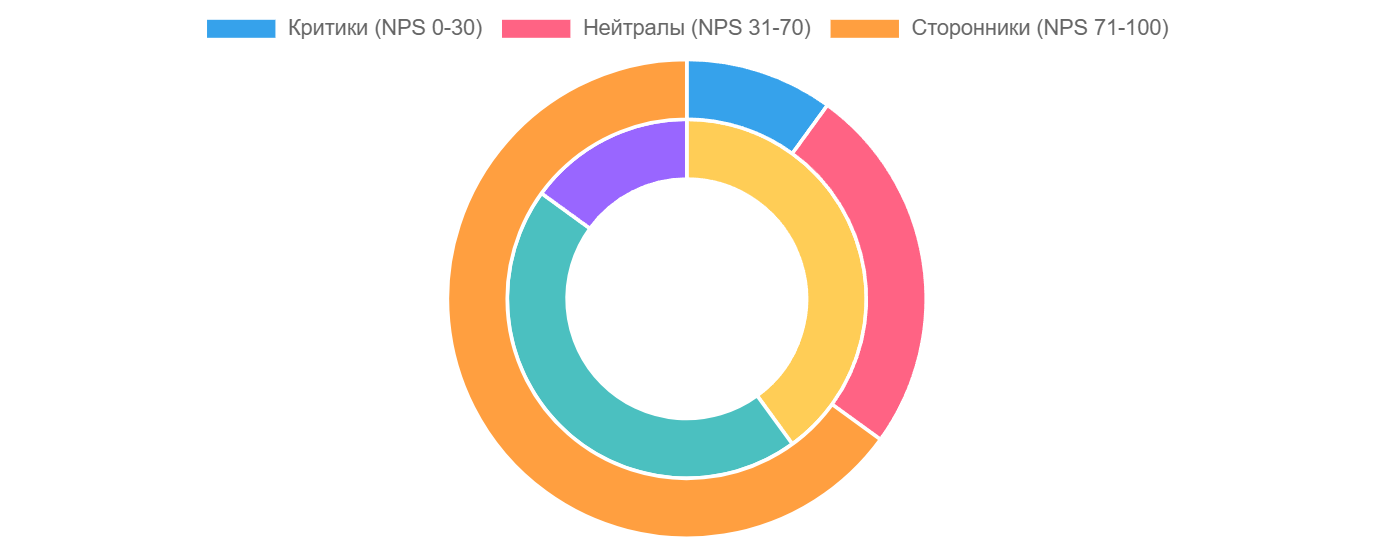 Критики (NPS 0-30) Нейтралы (NPS 31-70) Сторонники (NPS 71-100)